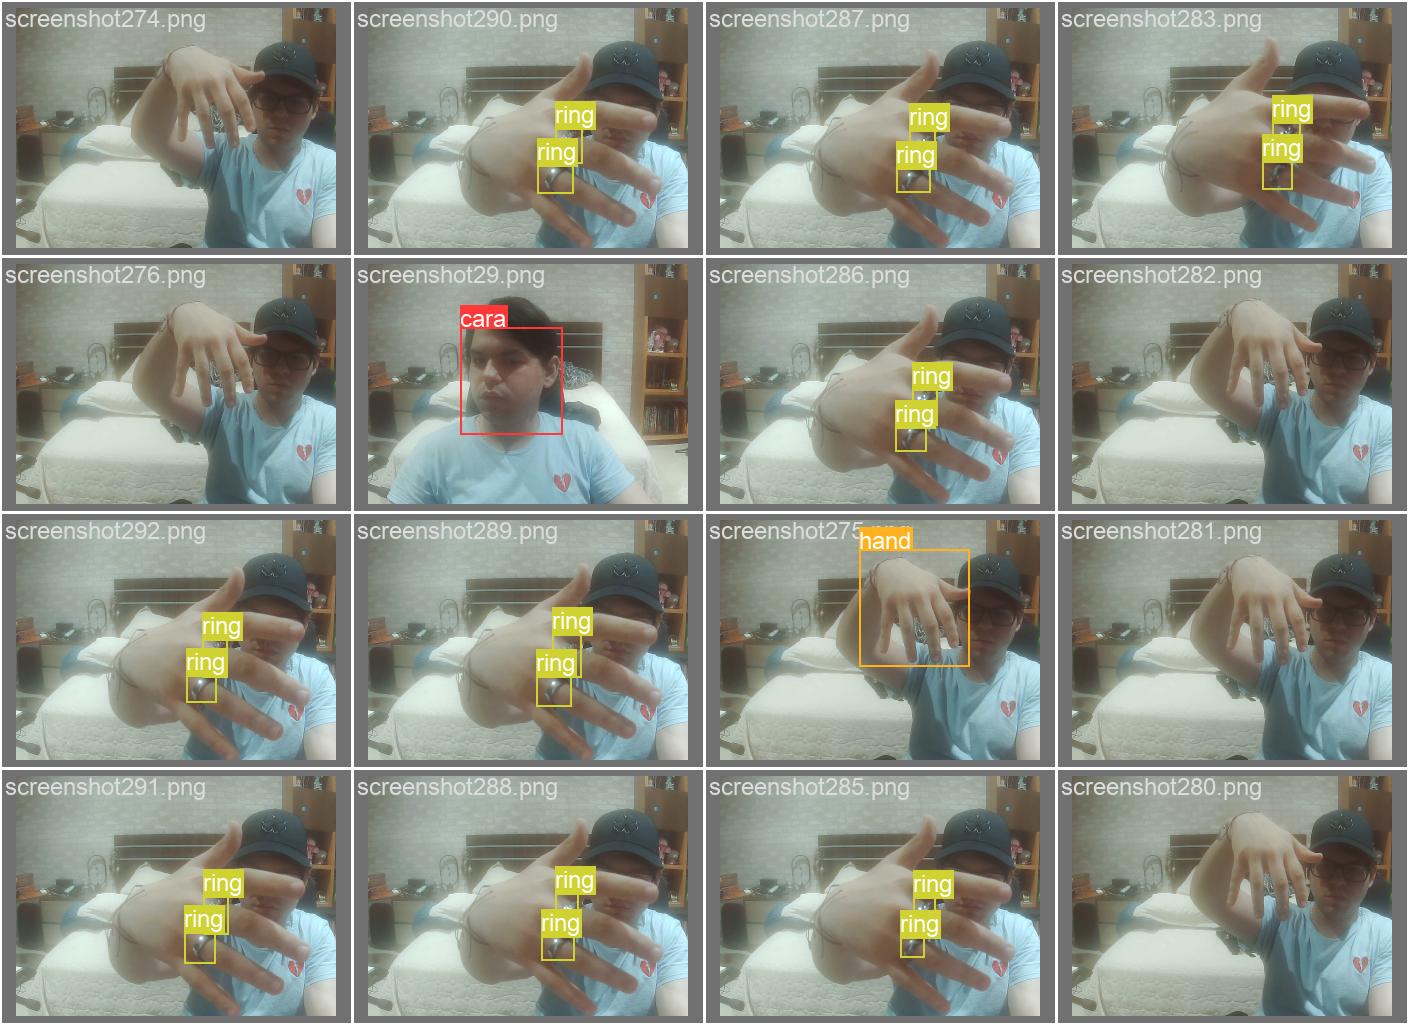 screenshot274.png
screenshot290.png
ring
ring
screenshot287.png
ring
ring
screenshot283.png
ring
ring
screenshot276.png
screenshot29.png
cara
screenshot286.png
ring
ring
screenshot282.png
screenshot292.png
ring
ring
screenshot289.png
ring
ring
screenshot275.png
hand
screenshot281.png
screenshot291.png
ring
ring
screenshot288.png
ring
ring
screenshot285.png
ring
ring
screenshot280.png